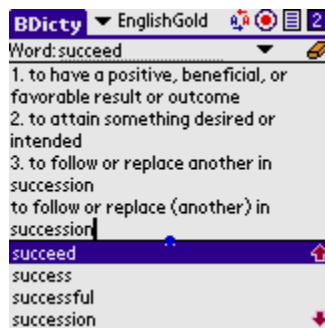 BDicty EnglishGold 2
Word: succeed
1. to have a positive, beneficial, or
favorable result or outcome
2. to attain something desired or
intended
3. to follow or replace another in
succession
to follow or replace (another) in
succession
succeed
success
successful
succession